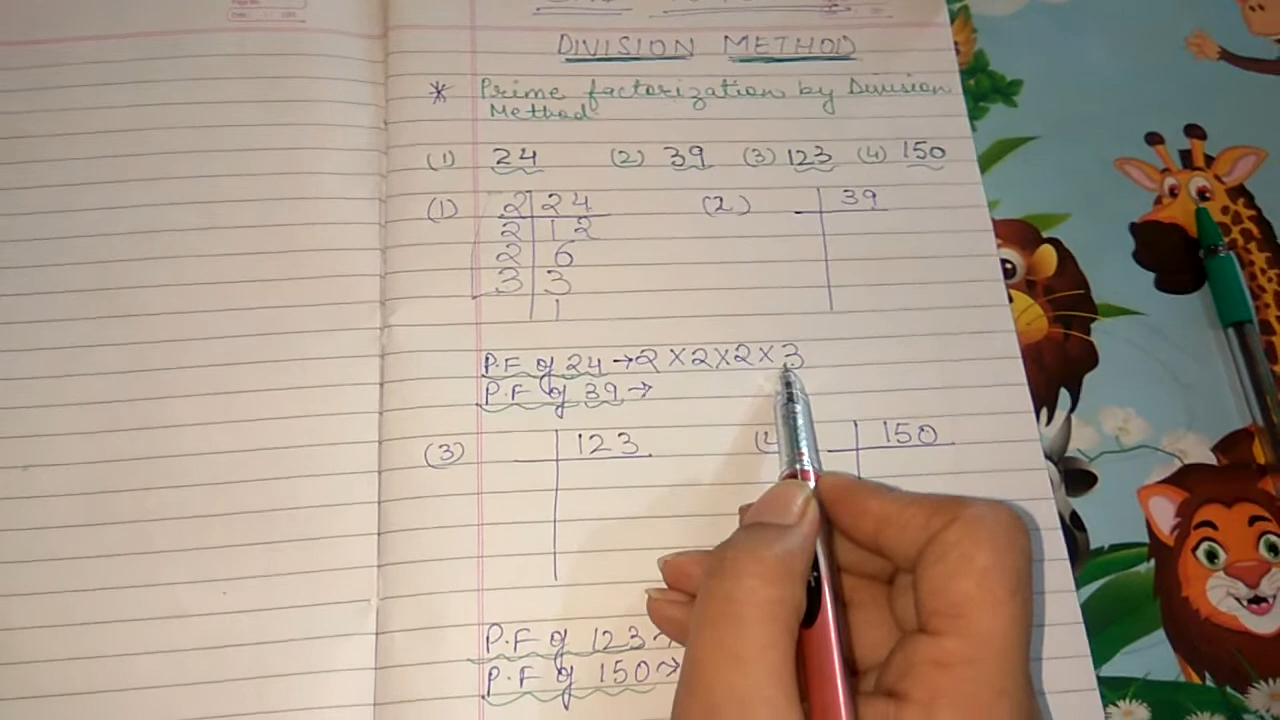 DIVISION METHOD
* Prime factorization by Division
Method
(1) 24 (2) 39 (3) 123 (4) 150
(1) 2 24 (2) 39
2 12
2 6
3 3
1
P.F of 24 → 2 × 2 × 2 × 3
P.F of 39 →
(3) 123 150
P.F of 123
P.F of 150 →